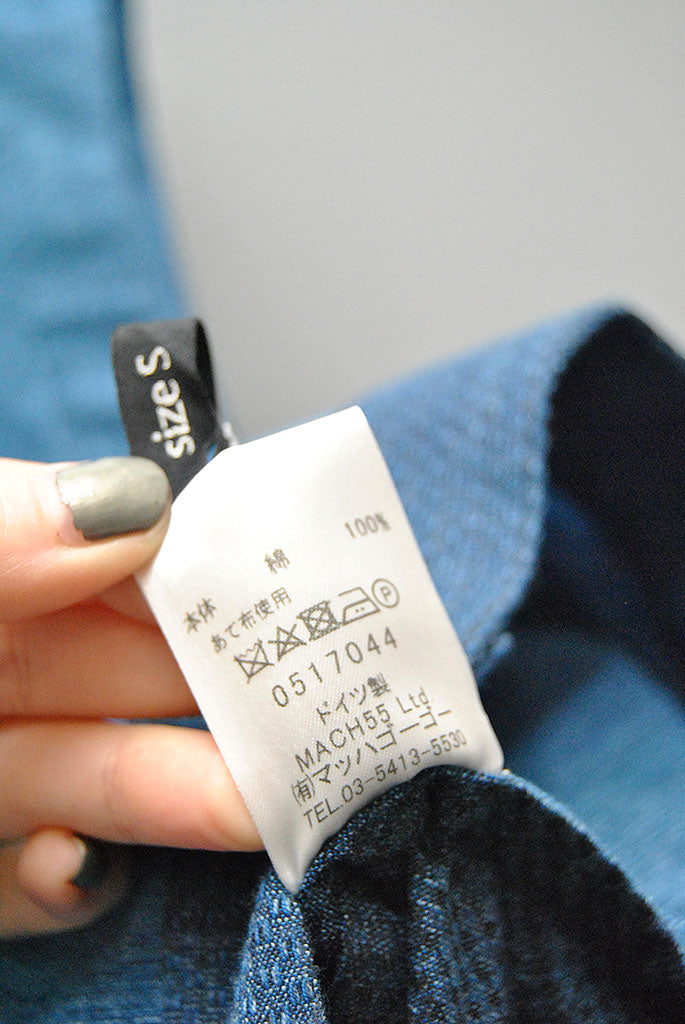 size S
本体 綿 100%
あて布使用
P
0517044
ドイツ製
MACH55 Ltd
(有)マッハゴーゴー
TEL.03-5413-5530